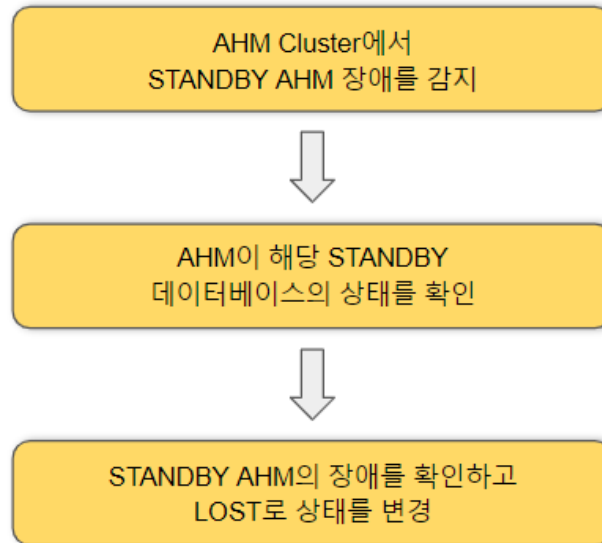 AHM Cluster에서
STANDBY AHM 장애를 감지
AHM이 해당 STANDBY
데이터베이스의 상태를 확인
STANDBY AHM의 장애를 확인하고
LOST로 상태를 변경